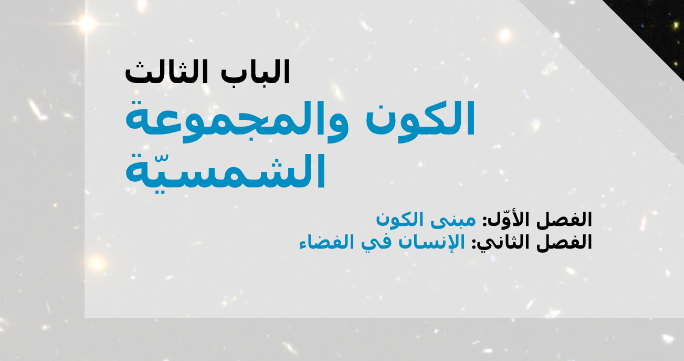 الباب الثالث
الكون والمجموعة
الشمسيّة
الفصل الأوّل: مبنى الكون
الفصل الثاني: الإنسان في الفضاء